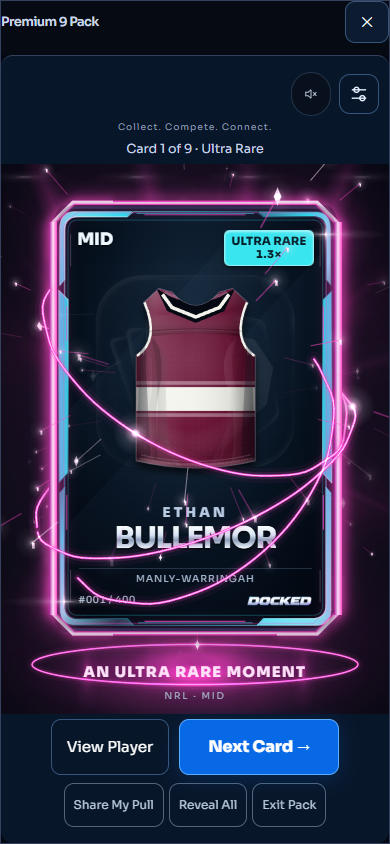 Premium 9 Pack
Collect. Compete. Connect.
Card 1 of 9 · Ultra Rare
MID
ULTRA RARE
1.3×
ETHAN
BULLEMOR
MANLY-WARRINGAH
#001/400
DOCKED
AN ULTRA RARE MOMENT
NRL · MID
View Player
Next Card →
Share My Pull
Reveal All
Exit Pack